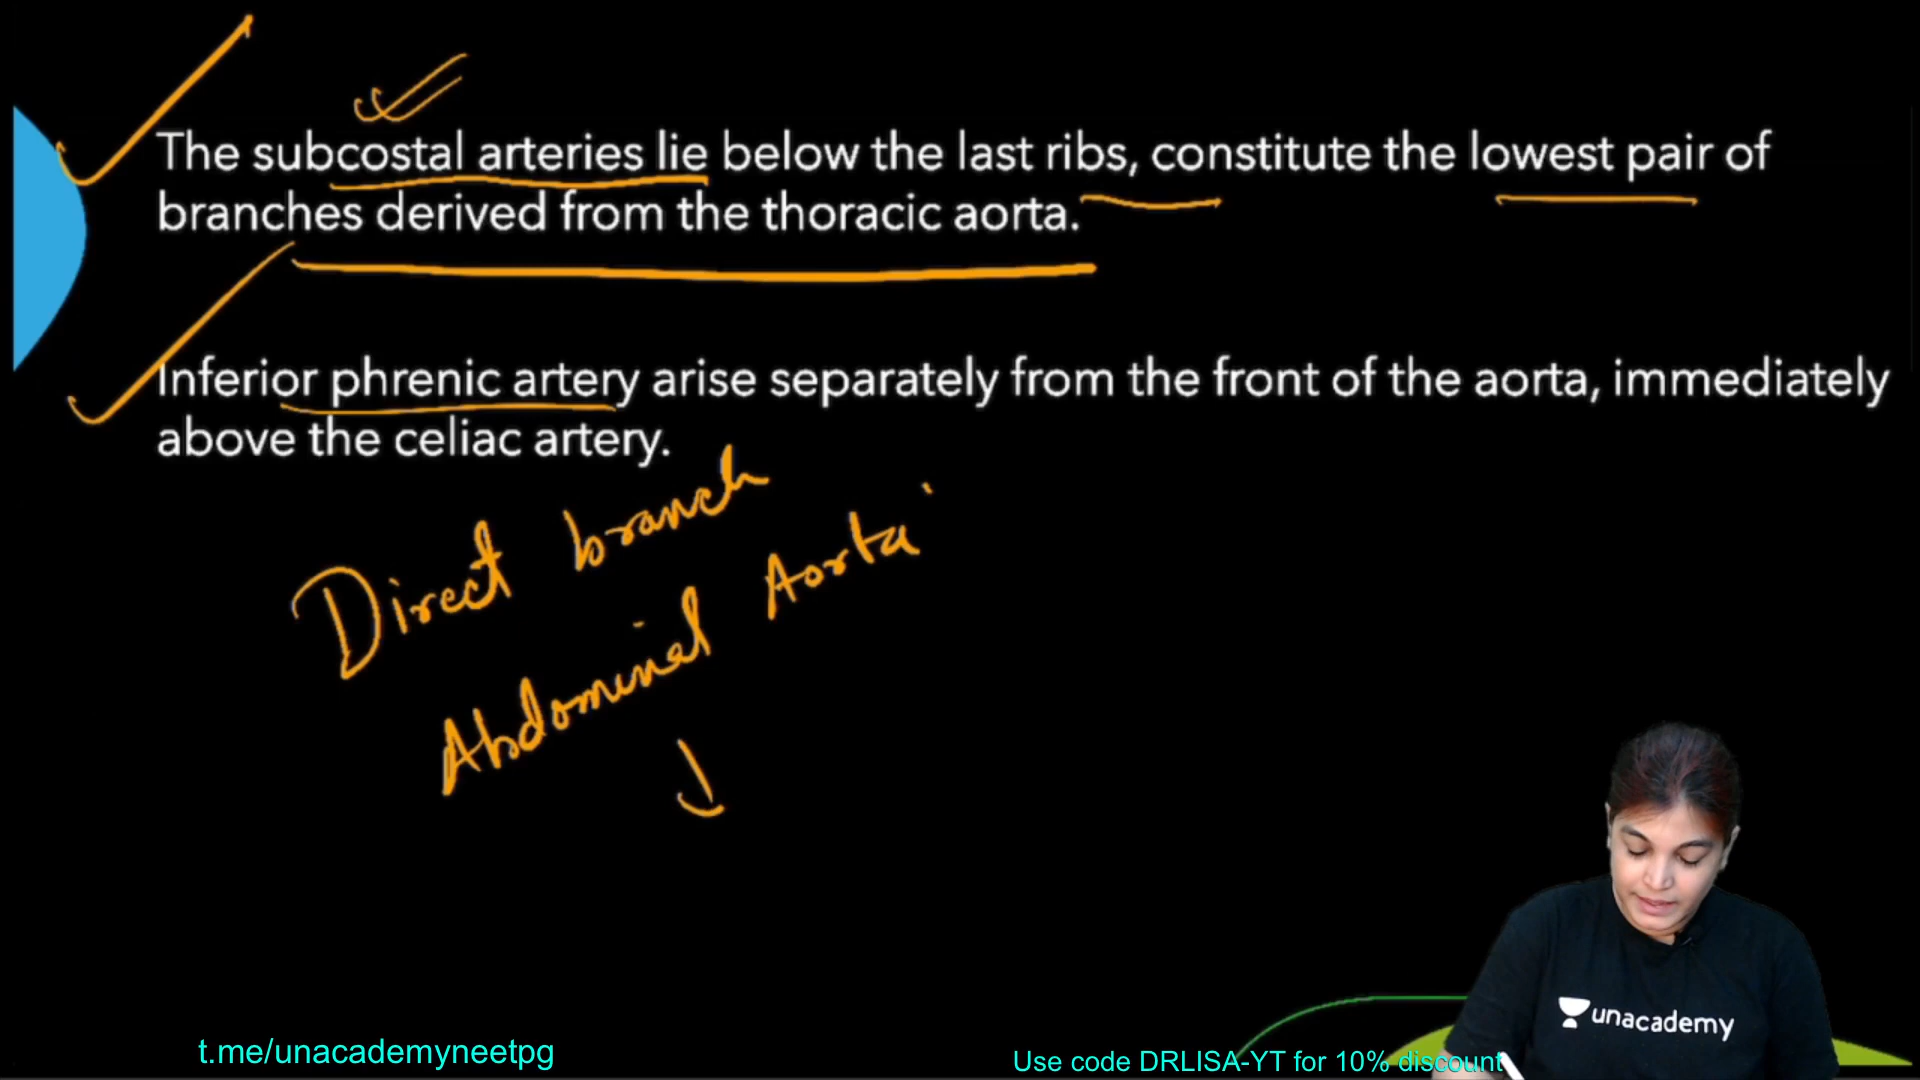 The subcostal arteries lie below the last ribs, constitute the lowest pair of
branches derived from the thoracic aorta.
Inferior phrenic artery arise separately from the front of the aorta, immediately
above the celiac artery.
Direct branch
Abdominal Aorta
unacademy
t.me/unacademyneetpg
Use code DRLISA-YT for 10% discount